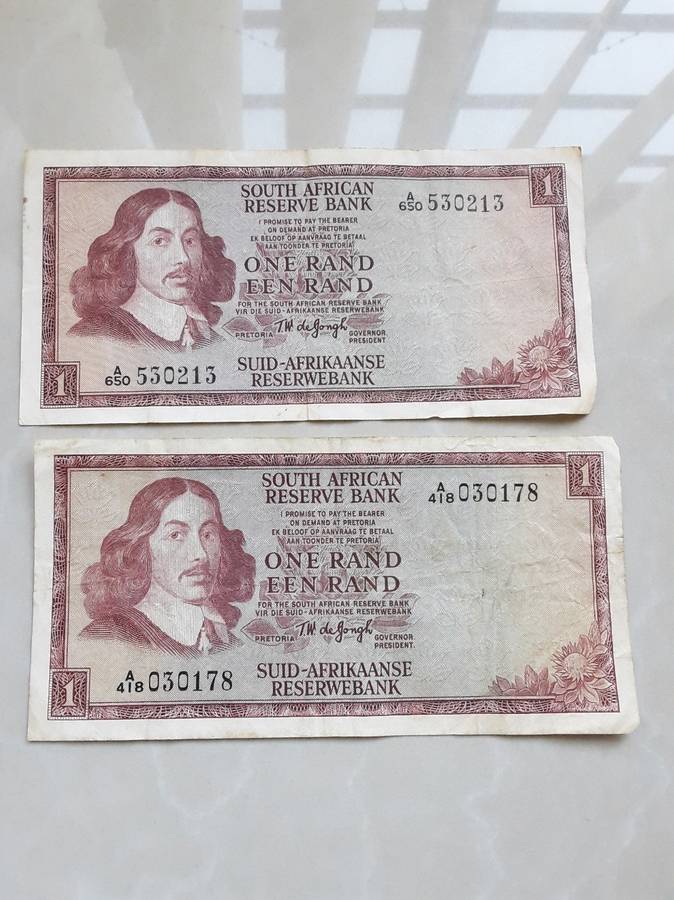 SOUTH AFRICAN
RESERVE BANK
A/650 530213
1
I PROMISE TO PAY THE BEARER
ON DEMAND AT PRETORIA
EK BELOOF OP AANVRAAG TE BETAAL
AAN TOONDER TE PRETORIA
ONE RAND
EEN RAND
FOR THE SOUTH AFRICAN RESERVE BANK
VIR DIE SUID-AFRIKAANSE RESERWEBANK
PRETORIA T.W. de Jongh GOVERNOR
PRESIDENT
1
A/650 530213
SUID-AFRIKAANSE
RESERWEBANK
SOUTH AFRICAN
RESERVE BANK
A/418 030178
1
I PROMISE TO PAY THE BEARER
ON DEMAND AT PRETORIA
EK BELOOF OP AANVRAAG TE BETAAL
AAN TOONDER TE PRETORIA
ONE RAND
EEN RAND
FOR THE SOUTH AFRICAN RESERVE BANK
VIR DIE SUID-AFRIKAANSE RESERWEBANK
PRETORIA T.W. de Jongh GOVERNOR
PRESIDENT.
1
A/418 030178
SUID-AFRIKAANSE
RESERWEBANK